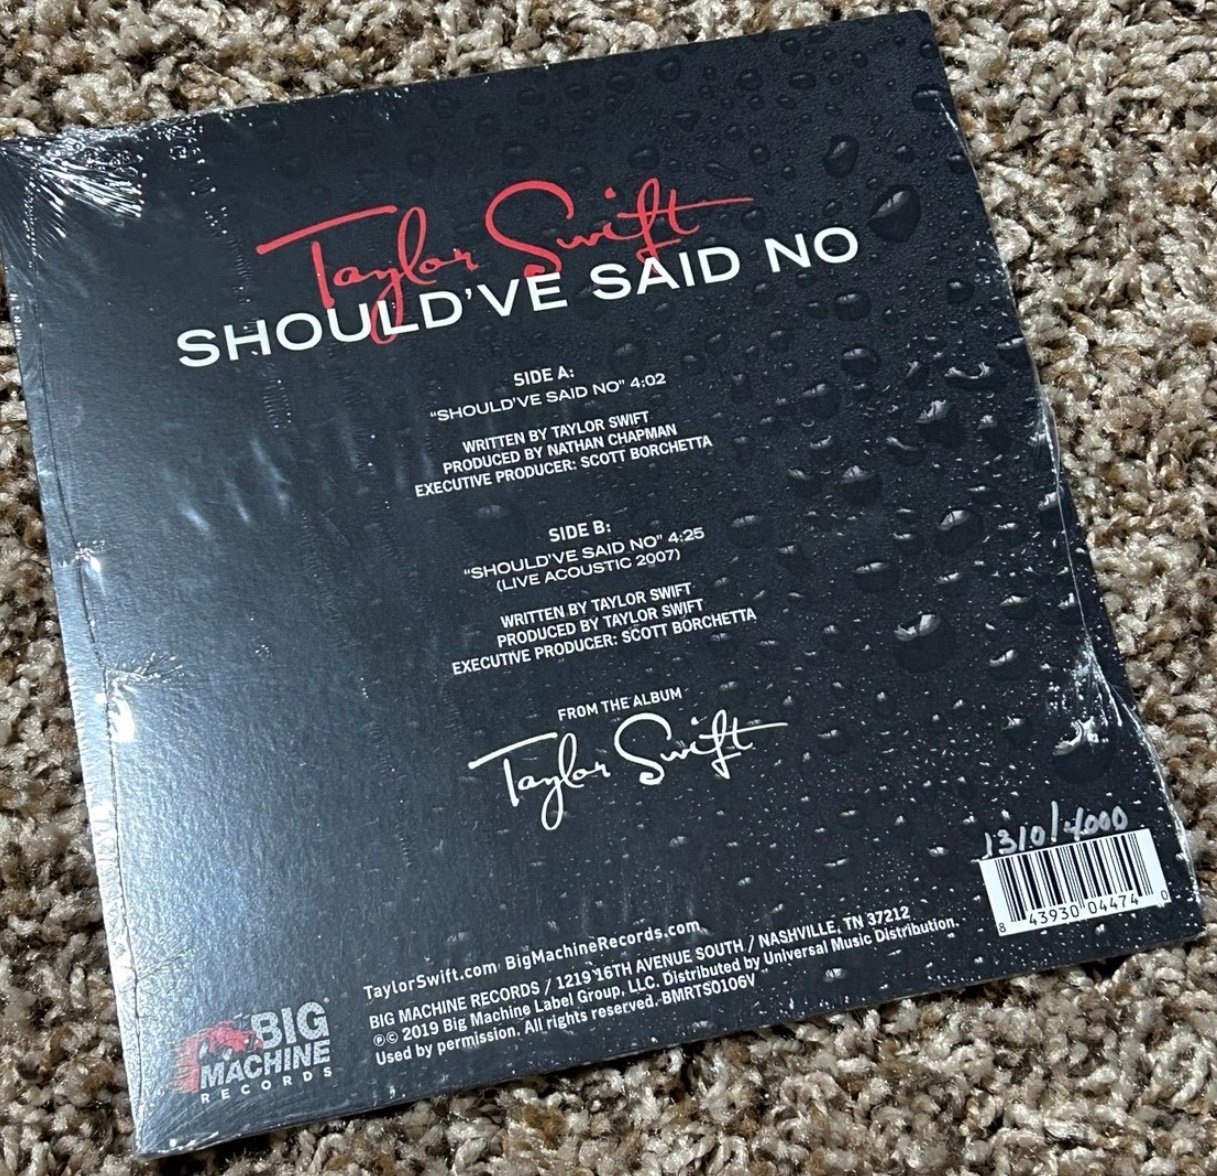 Taylor Swift
SHOULD'VE SAID NO
SIDE A:
"SHOULD'VE SAID NO" 4:02
WRITTEN BY TAYLOR SWIFT
PRODUCED BY NATHAN CHAPMAN
EXECUTIVE PRODUCER: SCOTT BORCHETTA
SIDE B:
"SHOULD'VE SAID NO" 4:25
(LIVE ACOUSTIC 2007)
WRITTEN BY TAYLOR SWIFT
PRODUCED BY TAYLOR SWIFT
EXECUTIVE PRODUCER: SCOTT BORCHETTA
FROM THE ALBUM
Taylor Swift
1310/4000
8 43930 04474 0
TaylorSwift.com BigMachineRecords.com
BIG MACHINE RECORDS / 1219 16TH AVENUE SOUTH / NASHVILLE, TN 37212
℗© 2019 Big Machine Label Group, LLC. Distributed by Universal Music Distribution.
Used by permission. All rights reserved. BMRTS0106V
BIG
MACHINE
RECORDS